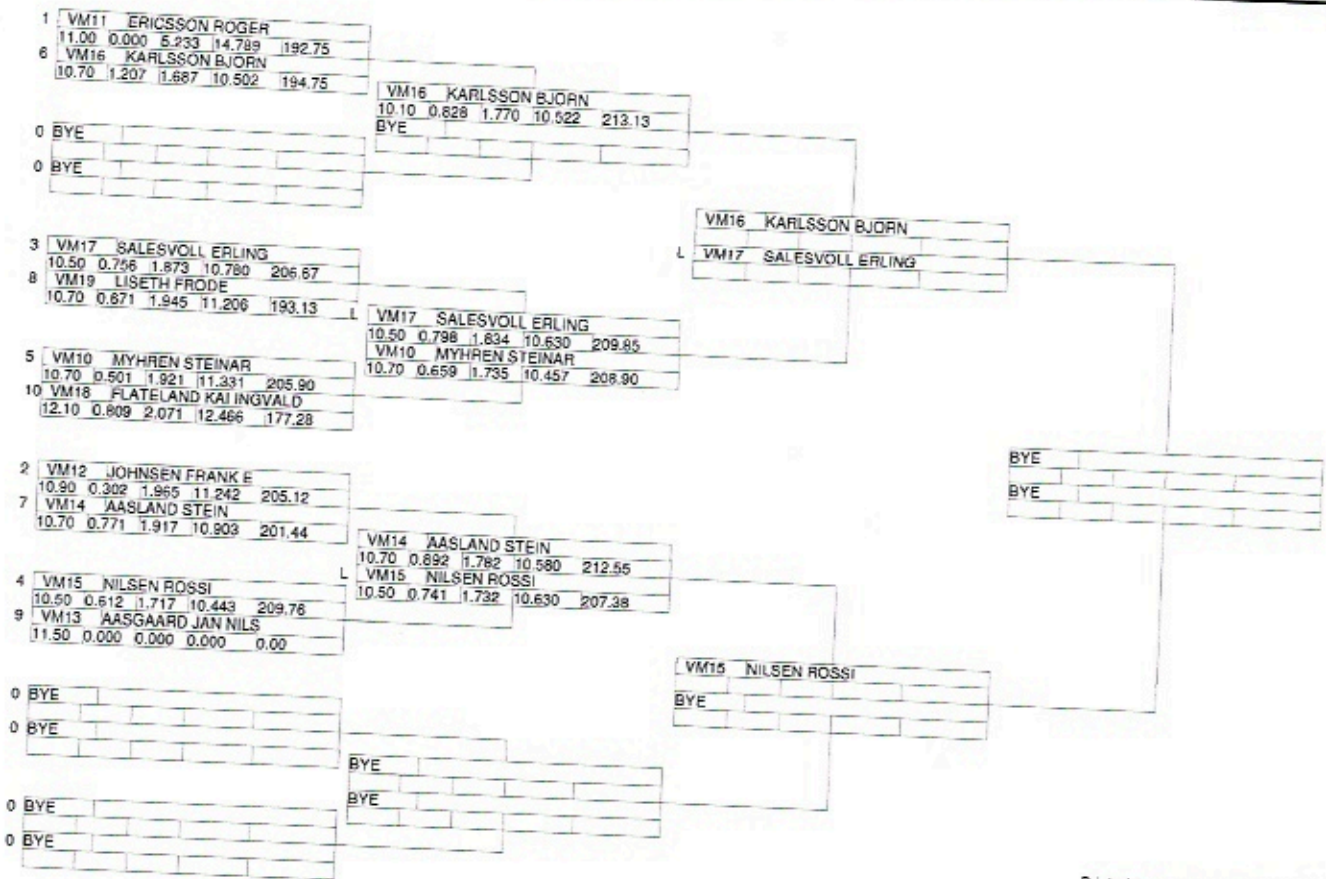 1 VM11 ERICSSON ROGER
11.00 0.000 5.233 14.789 192.75
6 VM16 KARLSSON BJORN
10.70 1.207 1.687 10.502 194.75
0 BYE
0 BYE
VM16 KARLSSON BJORN
10.10 0.628 1.770 10.522 213.13
BYE
3 VM17 SALESVOLL ERLING
10.50 0.756 1.873 10.780 206.67
8 VM19 LISETH FRODE
10.70 0.671 1.945 11.206 193.13
5 VM10 MYHREN STEINAR
10.70 0.501 1.921 11.331 205.90
10 VM18 FLATELAND KAI INGVALD
12.10 0.809 2.071 12.466 177.28
L VM17 SALESVOLL ERLING
10.50 0.798 1.834 10.630 209.85
VM10 MYHREN STEINAR
10.70 0.659 1.735 10.457 208.90
VM16 KARLSSON BJORN
L VM17 SALESVOLL ERLING
2 VM12 JOHNSEN FRANK E
10.90 0.302 1.965 11.242 205.12
7 VM14 AASLAND STEIN
10.70 0.771 1.917 10.903 201.44
4 VM15 NILSEN ROSSI
10.50 0.612 1.717 10.443 209.76
9 VM13 AASGAARD JAN NILS
11.50 0.000 0.000 0.000 0.00
VM14 AASLAND STEIN
10.70 0.892 1.782 10.580 212.55
L VM15 NILSEN ROSSI
10.50 0.741 1.732 10.630 207.38
0 BYE
0 BYE
0 BYE
0 BYE
BYE
BYE
VM15 NILSEN ROSSI
BYE
BYE
BYE